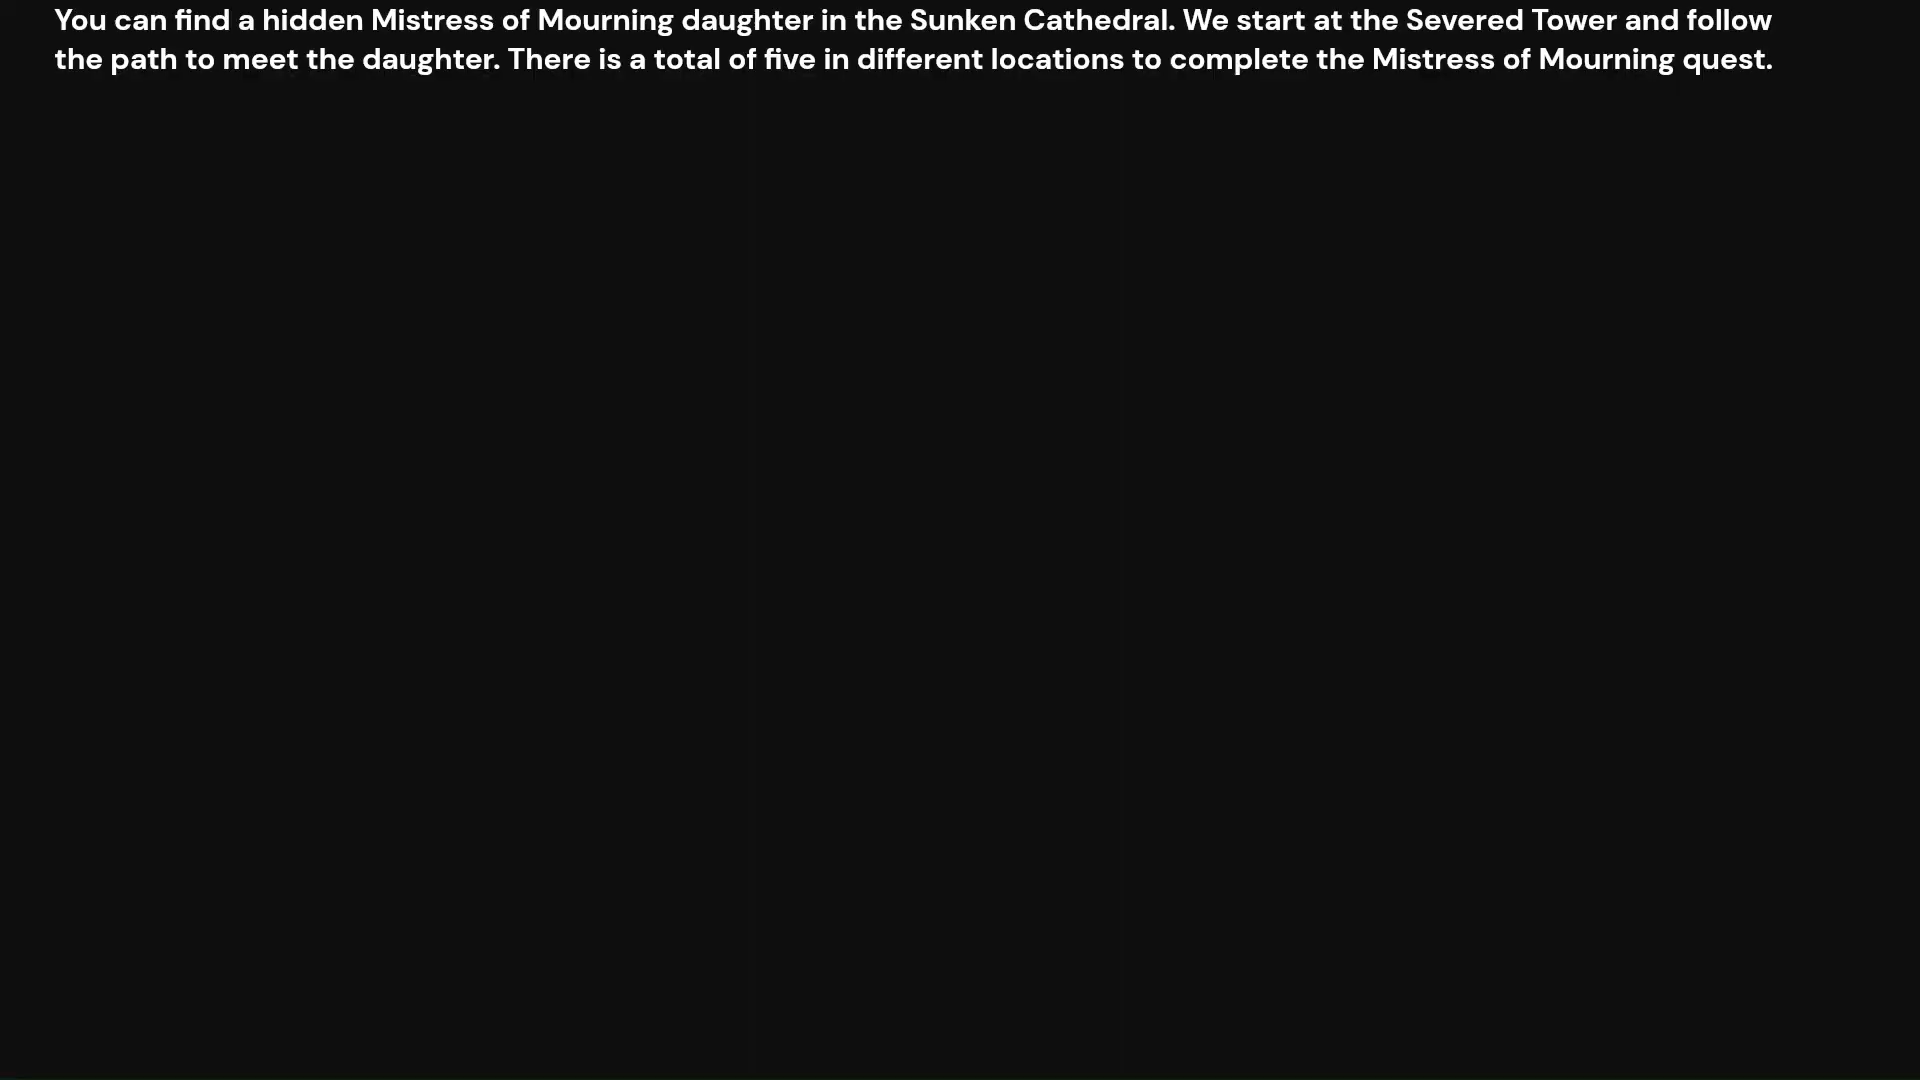 You can find a hidden Mistress of Mourning daughter in the Sunken Cathedral. We start at the Severed Tower and follow
the path to meet the daughter. There is a total of five in different locations to complete the Mistress of Mourning quest.